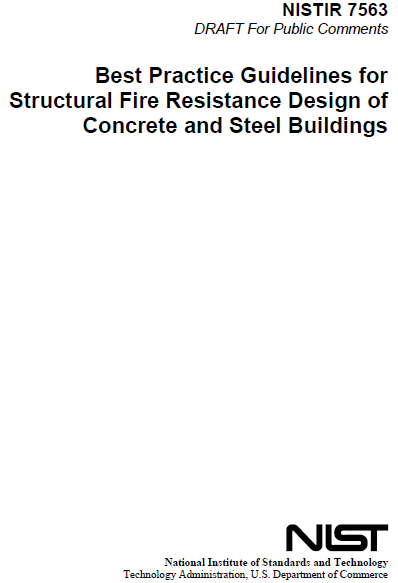 NISTIR 7563
DRAFT For Public Comments
Best Practice Guidelines for
Structural Fire Resistance Design of
Concrete and Steel Buildings
NIST
National Institute of Standards and Technology
Technology Administration, U.S. Department of Commerce